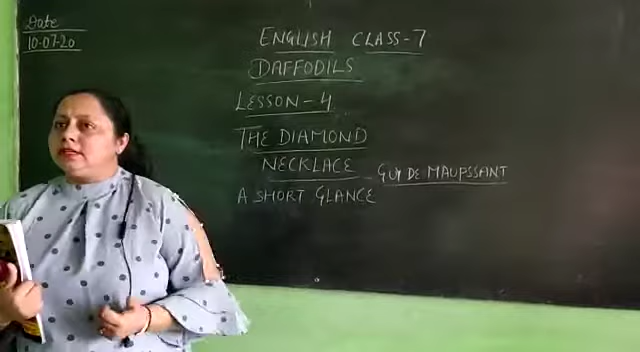 Date
10-07-20
ENGLISH CLASS-7
DAFFODILS
LESSON-4
THE DIAMOND
NECKLACE - GUY DE MAUPSSANT
A SHORT GLANCE